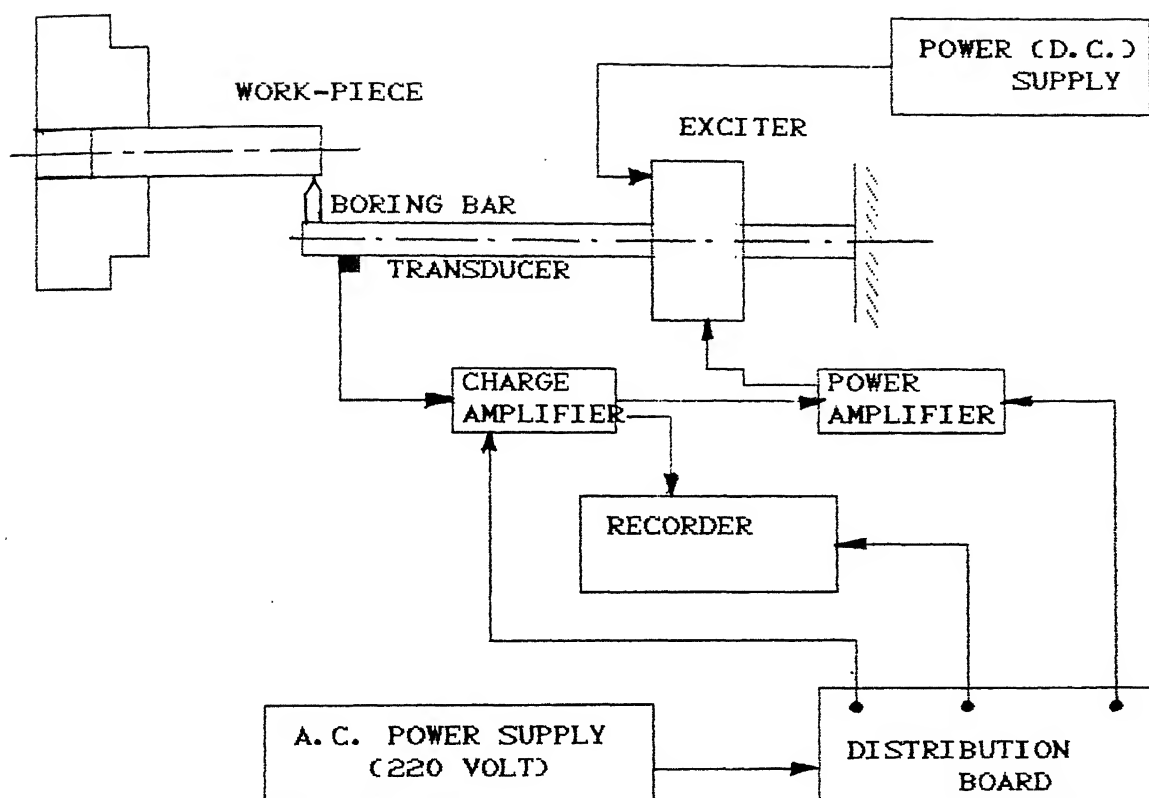 POWER (D.C.)
SUPPLY
WORK-PIECE
EXCITER
BORING BAR
TRANSDUCER
CHARGE
AMPLIFIER
POWER
AMPLIFIER
RECORDER
A.C. POWER SUPPLY
(220 VOLT)
DISTRIBUTION
BOARD